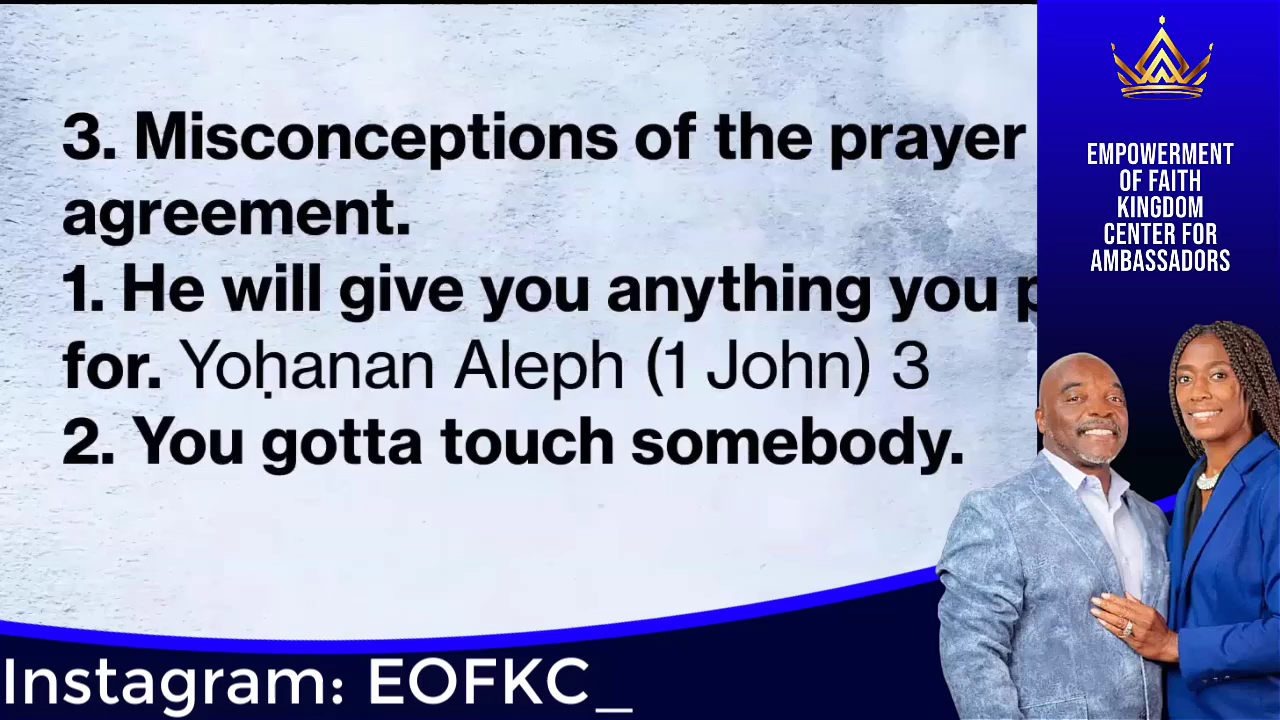 3. Misconceptions of the prayer
agreement.
1. He will give you anything you
for. Yoḥanan Aleph (1 John) 3
2. You gotta touch somebody.
EMPOWERMENT
OF FAITH
KINGDOM
CENTER FOR
AMBASSADORS
Instagram: EOFKC_